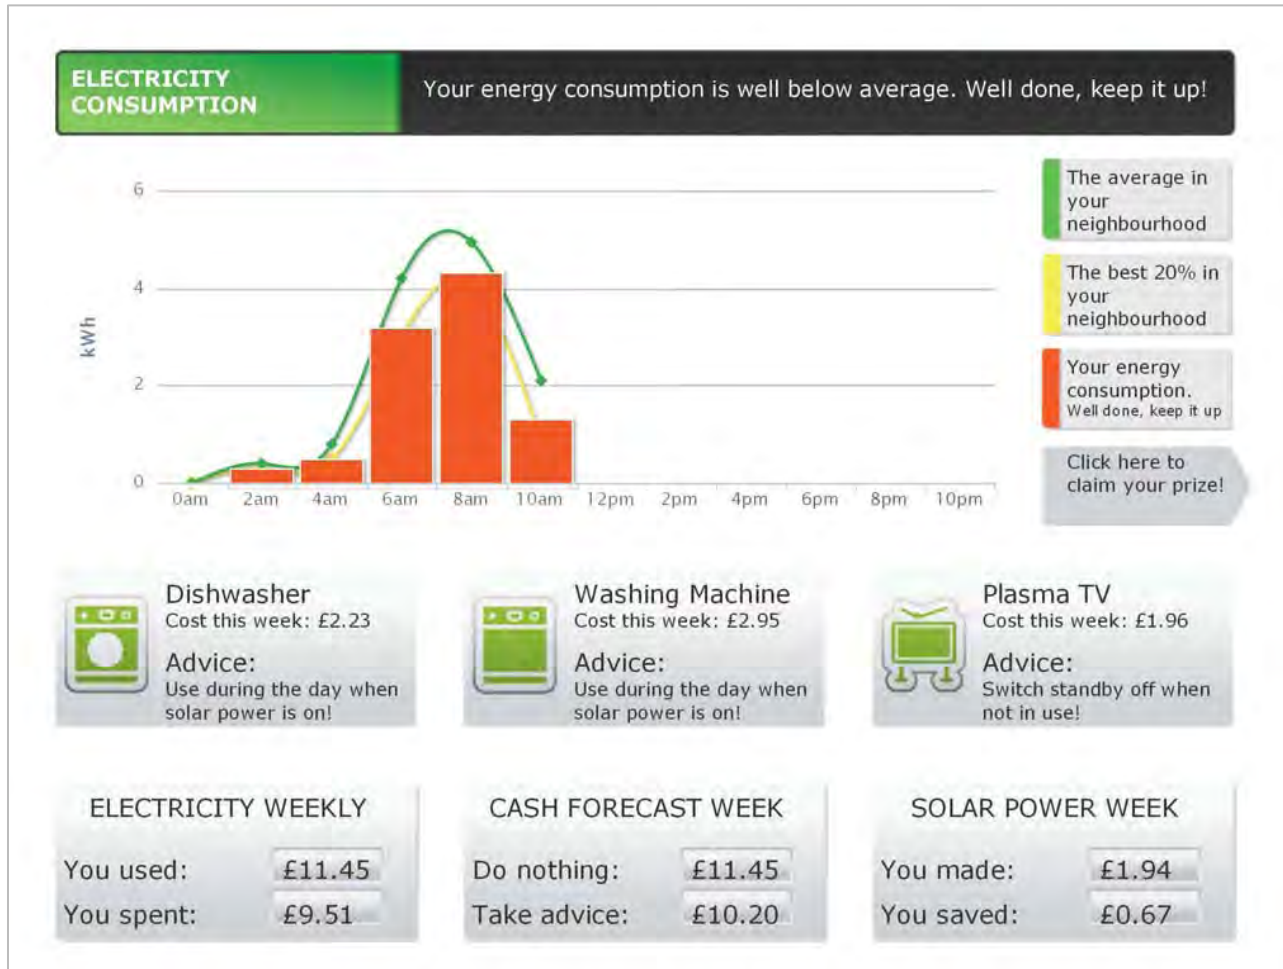 ELECTRICITY
CONSUMPTION
Your energy consumption is well below average. Well done, keep it up!
6
4
2
0
kWh
0am 2am 4am 6am 8am 10am 12pm 2pm 4pm 6pm 8pm 10pm
The average in
your
neighbourhood
The best 20% in
your
neighbourhood
Your energy
consumption.
Well done, keep it up
Click here to
claim your prize!
Dishwasher
Cost this week: £2.23
Advice:
Use during the day when
solar power is on!
Washing Machine
Cost this week: £2.95
Advice:
Use during the day when
solar power is on!
Plasma TV
Cost this week: £1.96
Advice:
Switch standby off when
not in use!
ELECTRICITY WEEKLY
You used: £11.45
You spent: £9.51
CASH FORECAST WEEK
Do nothing: £11.45
Take advice: £10.20
SOLAR POWER WEEK
You made: £1.94
You saved: £0.67